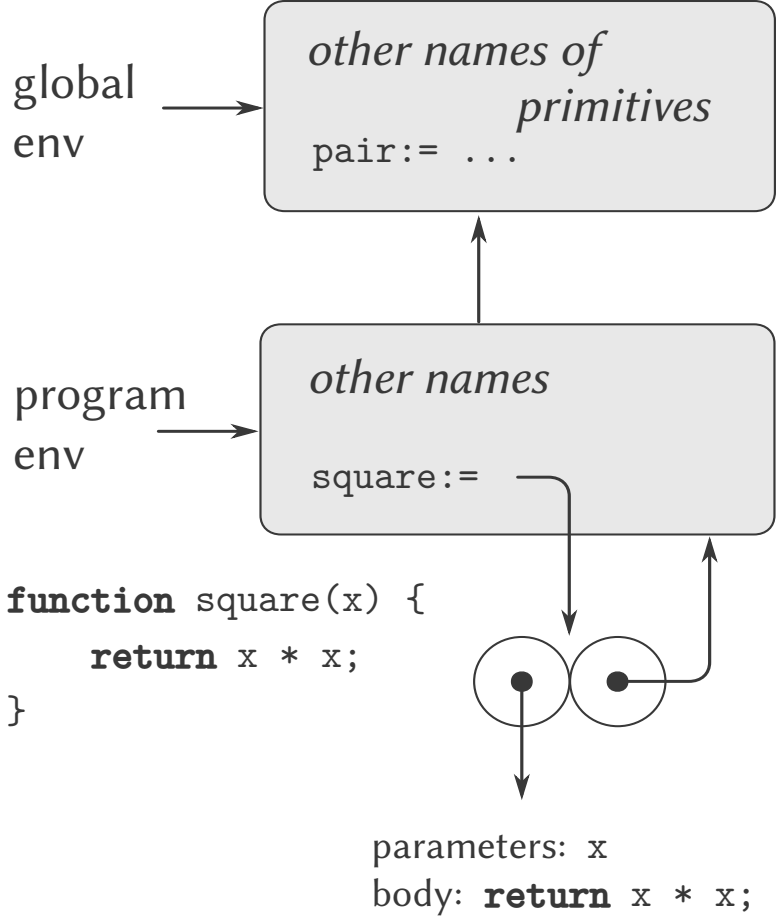 global
env
other names of
primitives
pair:= ...
program
env
other names
square:=
function square(x) {
    return x * x;
}
parameters: x
body: return x * x;